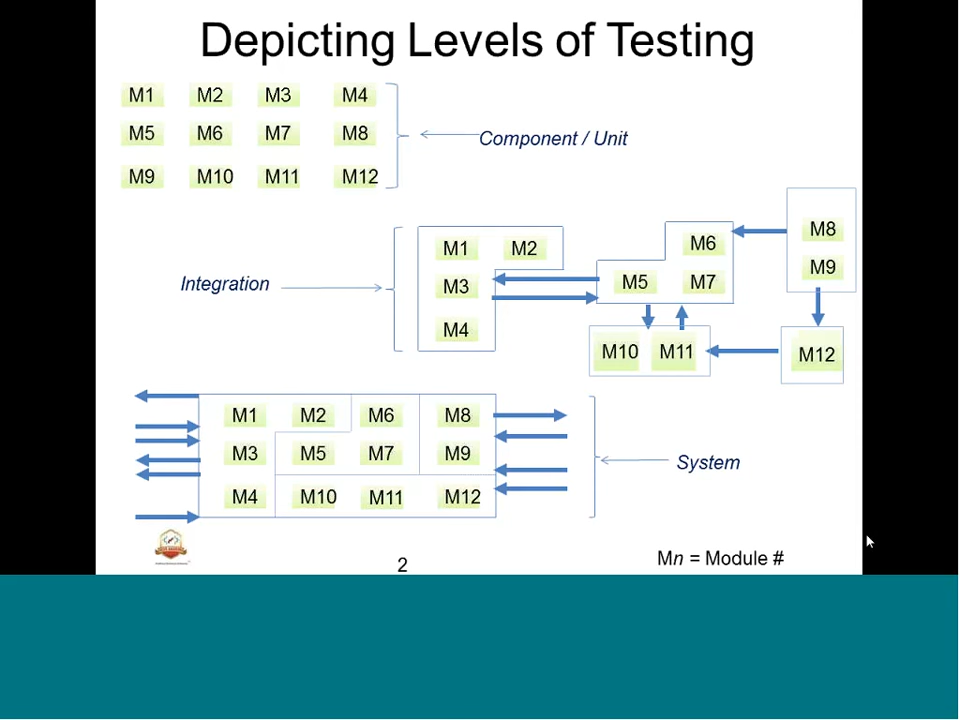 Depicting Levels of Testing
M1 M2 M3 M4
M5 M6 M7 M8
M9 M10 M11 M12
Component / Unit
Integration
M1 M2
M3
M4
M6
M5 M7
M8
M9
M10 M11
M12
M1 M2 M6 M8
M3 M5 M7 M9
M4 M10 M11 M12
System
2
Mn = Module #